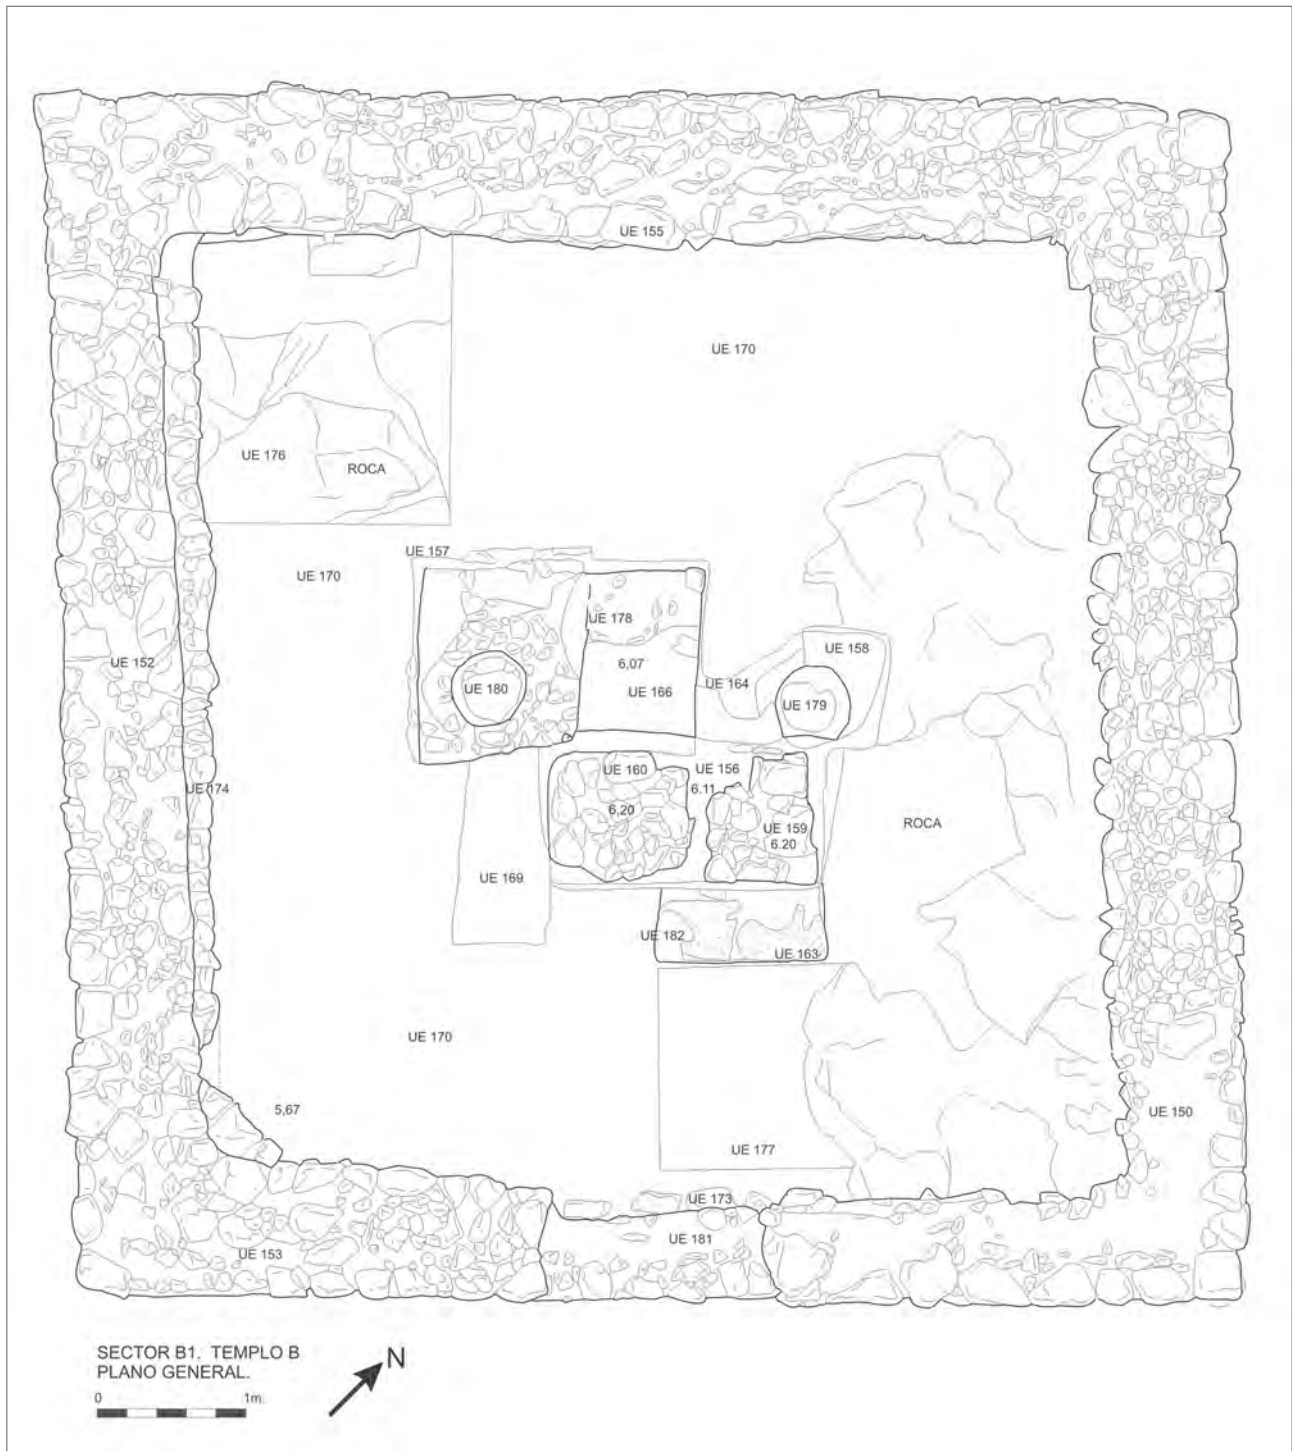 UE 155
UE 170
UE 176
ROCA
UE 157
UE 170
UE 178
UE 152
6,07
UE 158
UE 180
UE 166
UE 164
UE 179
UE 160
UE 156
UE 174
6.11
6,20
UE 159
6.20
ROCA
UE 169
UE 182
UE 163
UE 170
5,67
UE 150
UE 177
UE 173
UE 181
UE 153
SECTOR B1. TEMPLO B
PLANO GENERAL.
0 1m.
N